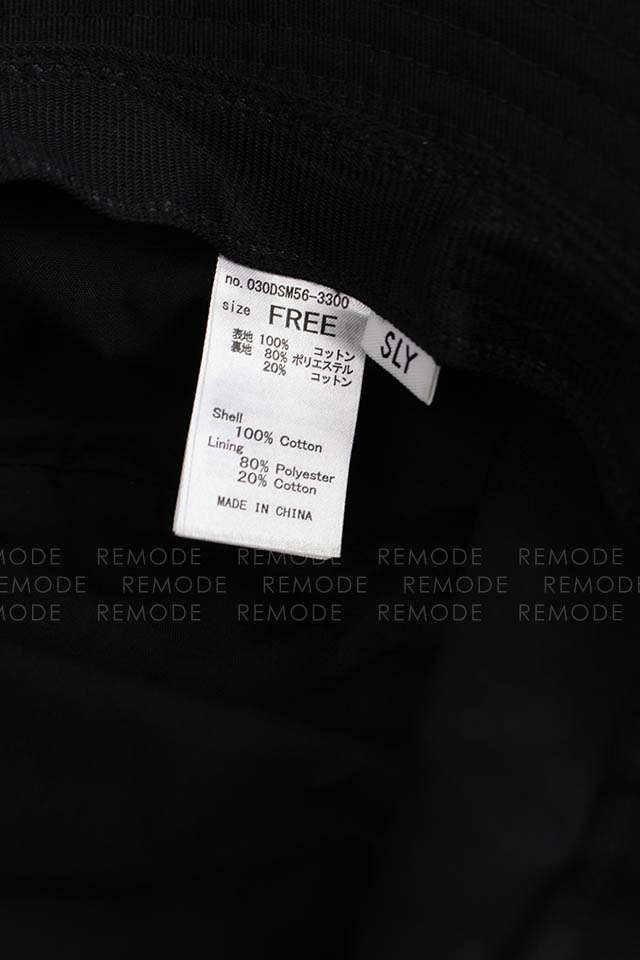 no. 030DSM56-3300
size FREE
SLY
表地 100% コットン
裏地 80% ポリエステル
20% コットン
Shell
100% Cotton
Lining
80% Polyester
20% Cotton
MADE IN CHINA
REMODE REMODE REMODE REMODE REMODE
REMODE REMODE REMODE REMODE REMODE
REMODE REMODE REMODE REMODE REMODE